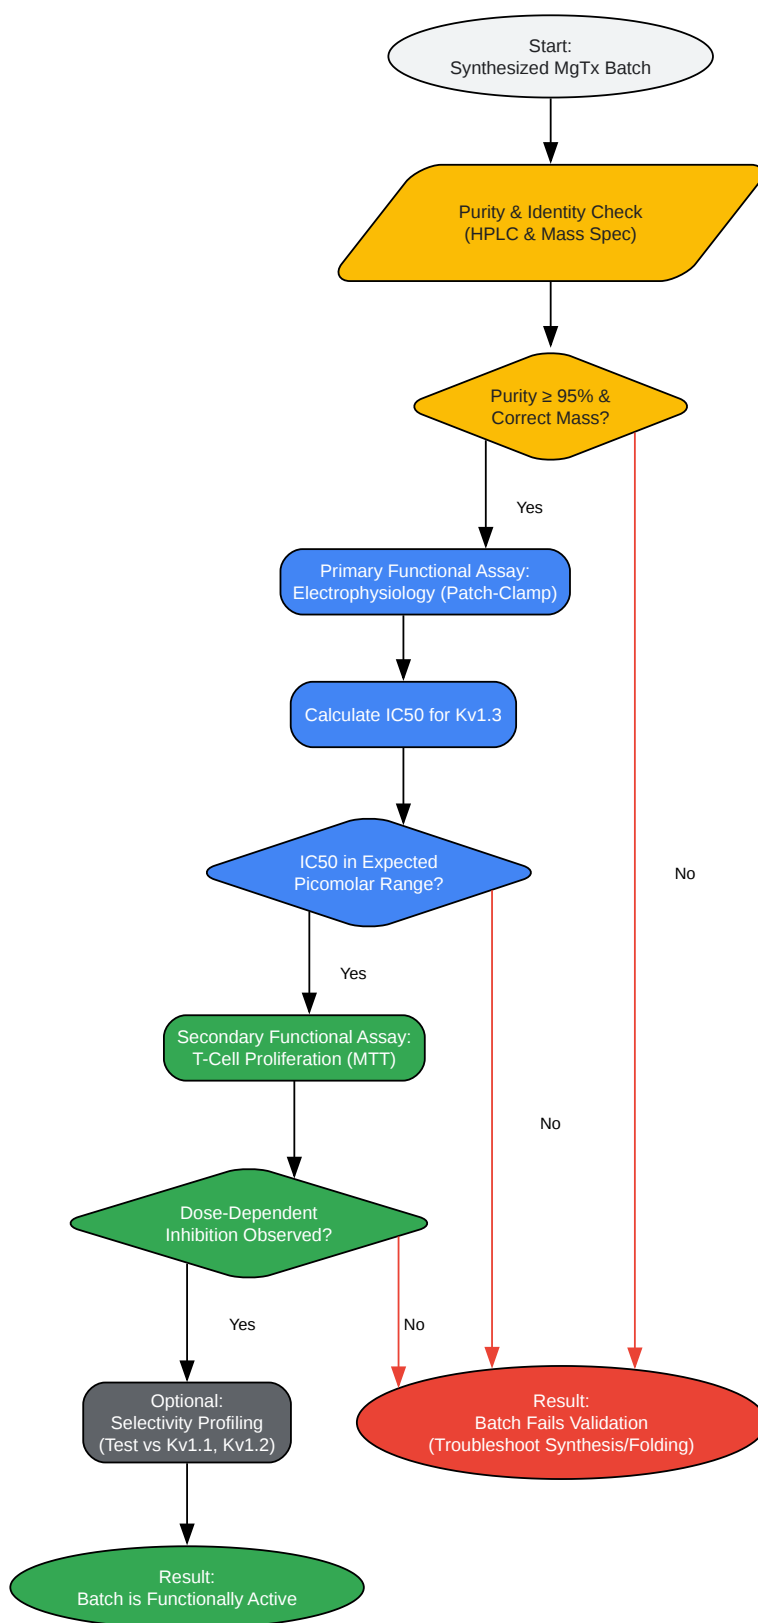 Start:
Synthesized MgTx Batch
Purity & Identity Check
(HPLC & Mass Spec)
Purity ≥ 95% &
Correct Mass?
Yes
Primary Functional Assay:
Electrophysiology (Patch-Clamp)
Calculate IC50 for Kv1.3
IC50 in Expected
Picomolar Range?
No
Yes
Secondary Functional Assay:
T-Cell Proliferation (MTT)
No
Dose-Dependent
Inhibition Observed?
Yes
No
Optional:
Selectivity Profiling
(Test vs Kv1.1, Kv1.2)
Result:
Batch Fails Validation
(Troubleshoot Synthesis/Folding)
Result:
Batch is Functionally Active